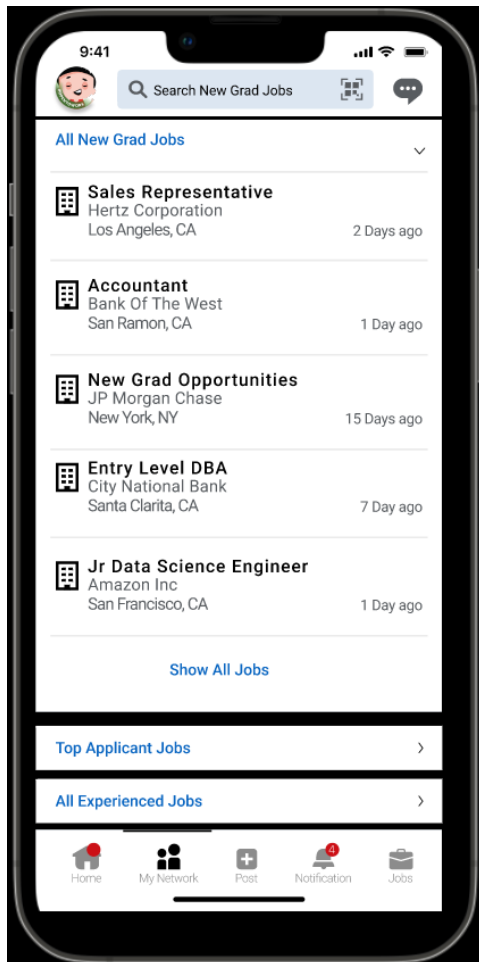 9:41
Search New Grad Jobs
All New Grad Jobs
Sales Representative
Hertz Corporation
Los Angeles, CA
2 Days ago
Accountant
Bank Of The West
San Ramon, CA
1 Day ago
New Grad Opportunities
JP Morgan Chase
New York, NY
15 Days ago
Entry Level DBA
City National Bank
Santa Clarita, CA
7 Day ago
Jr Data Science Engineer
Amazon Inc
San Francisco, CA
1 Day ago
Show All Jobs
Top Applicant Jobs
All Experienced Jobs
4
Home
My Network
Post
Notification
Jobs